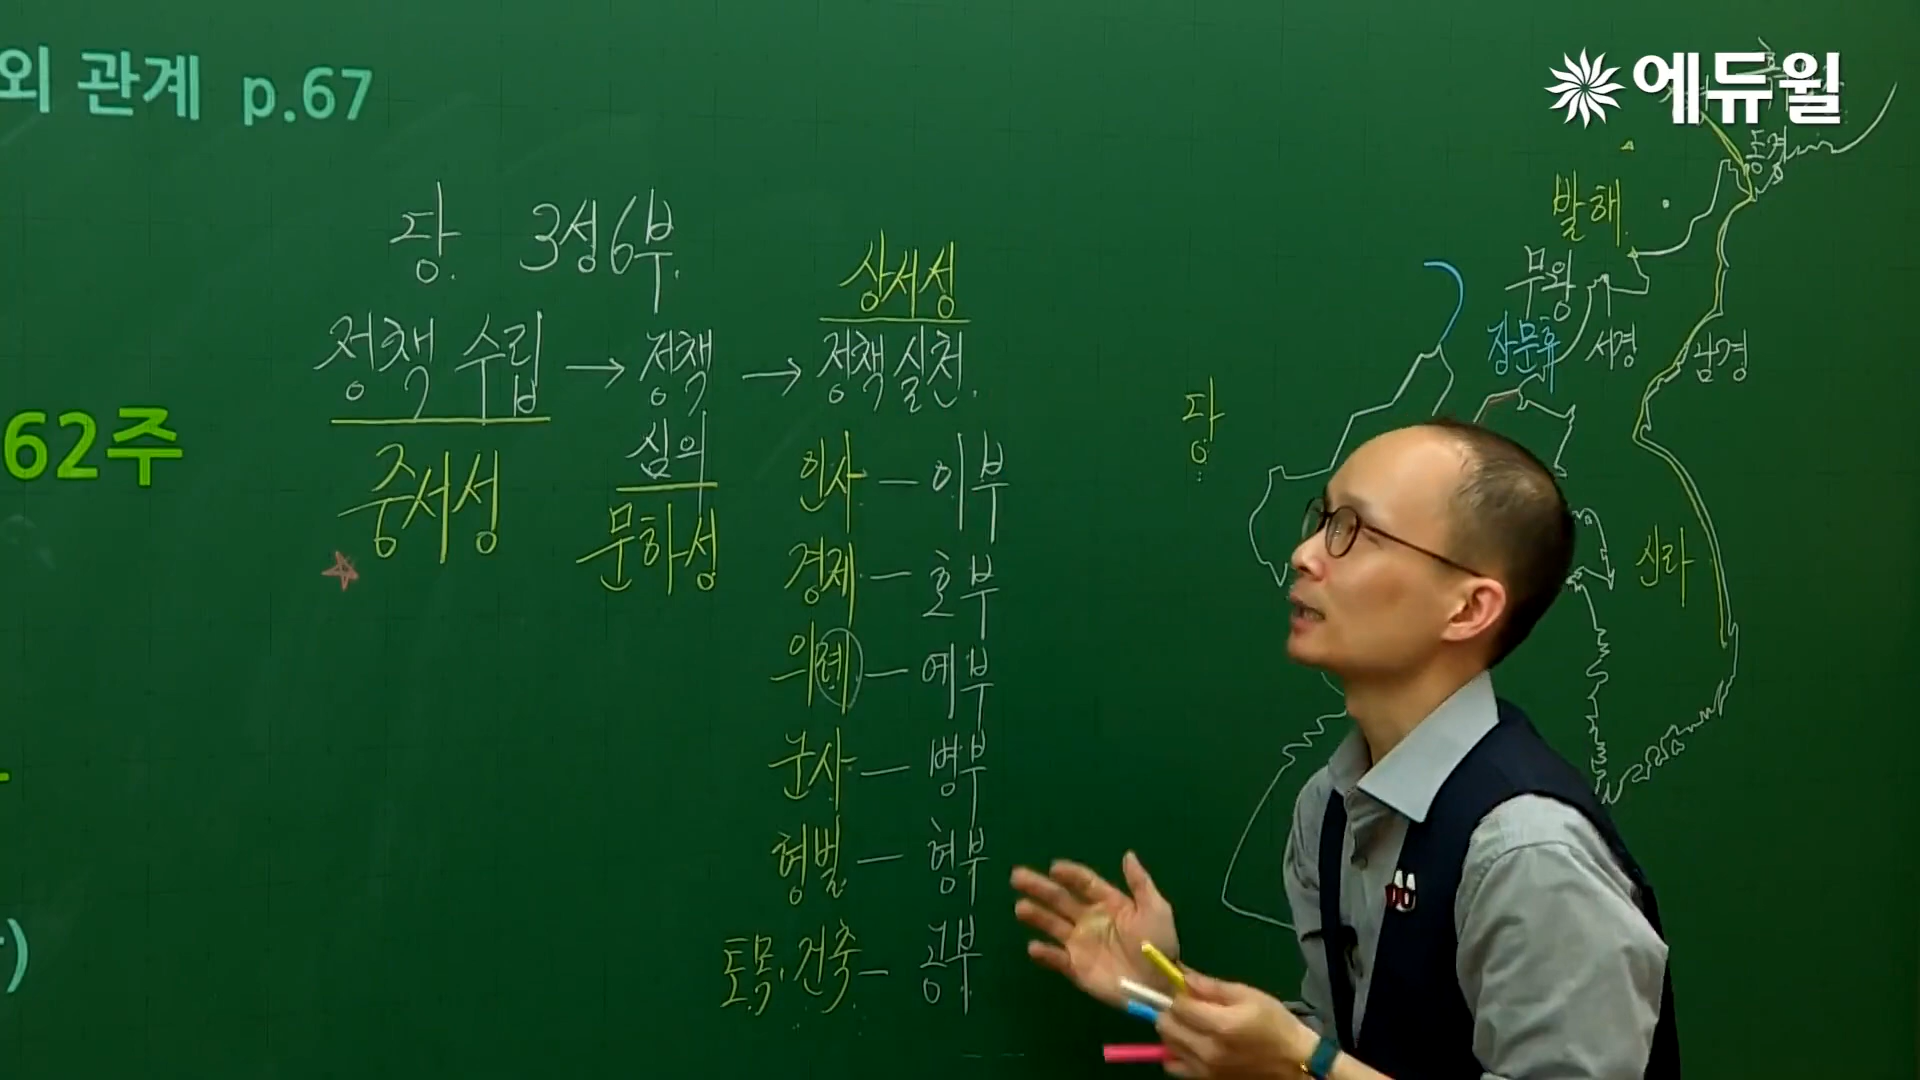 외 관계 p.67
에듀윌
62주
당. 3성 6부.
정책 수립 → 정책 심의 → 정책 실천.
중서성
문하성
상서성
인사 — 이부
경제 — 호부
의례 — 예부
군사 — 병부
형벌 — 형부
토목, 건축 — 공부
동경
발해
무왕
장문휴
서경
남경
당
신라